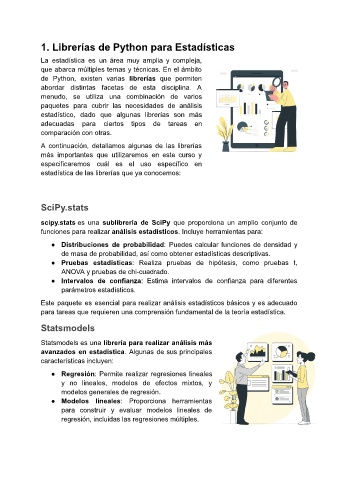 1. Librerías de Python para Estadísticas
La estadística es un área muy amplia y compleja,
que abarca múltiples temas y técnicas. En el ámbito
de Python, existen varias librerías que permiten
abordar distintas facetas de esta disciplina. A
menudo, se utiliza una combinación de varios
paquetes para cubrir las necesidades de análisis
estadístico, dado que algunas librerías son más
adecuadas para ciertos tipos de tareas en
comparación con otras.
A continuación, detallamos algunas de las librerías
más importantes que utilizaremos en este curso y
especificaremos cuál es el uso específico en
estadística de las librerías que ya conocemos:
SciPy.stats
scipy.stats es una sublibrería de SciPy que proporciona un amplio conjunto de
funciones para realizar análisis estadísticos. Incluye herramientas para:
● Distribuciones de probabilidad: Puedes calcular funciones de densidad y
de masa de probabilidad, así como obtener estadísticas descriptivas.
● Pruebas estadísticas: Realiza pruebas de hipótesis, como pruebas t,
ANOVA y pruebas de chi-cuadrado.
● Intervalos de confianza: Estima intervalos de confianza para diferentes
parámetros estadísticos.
Este paquete es esencial para realizar análisis estadísticos básicos y es adecuado
para tareas que requieren una comprensión fundamental de la teoría estadística.
Statsmodels
Statsmodels es una librería para realizar análisis más
avanzados en estadística. Algunas de sus principales
características incluyen:
● Regresión: Permite realizar regresiones lineales
y no lineales, modelos de efectos mixtos, y
modelos generales de regresión.
● Modelos lineales: Proporciona herramientas
para construir y evaluar modelos lineales de
regresión, incluidas las regresiones múltiples.